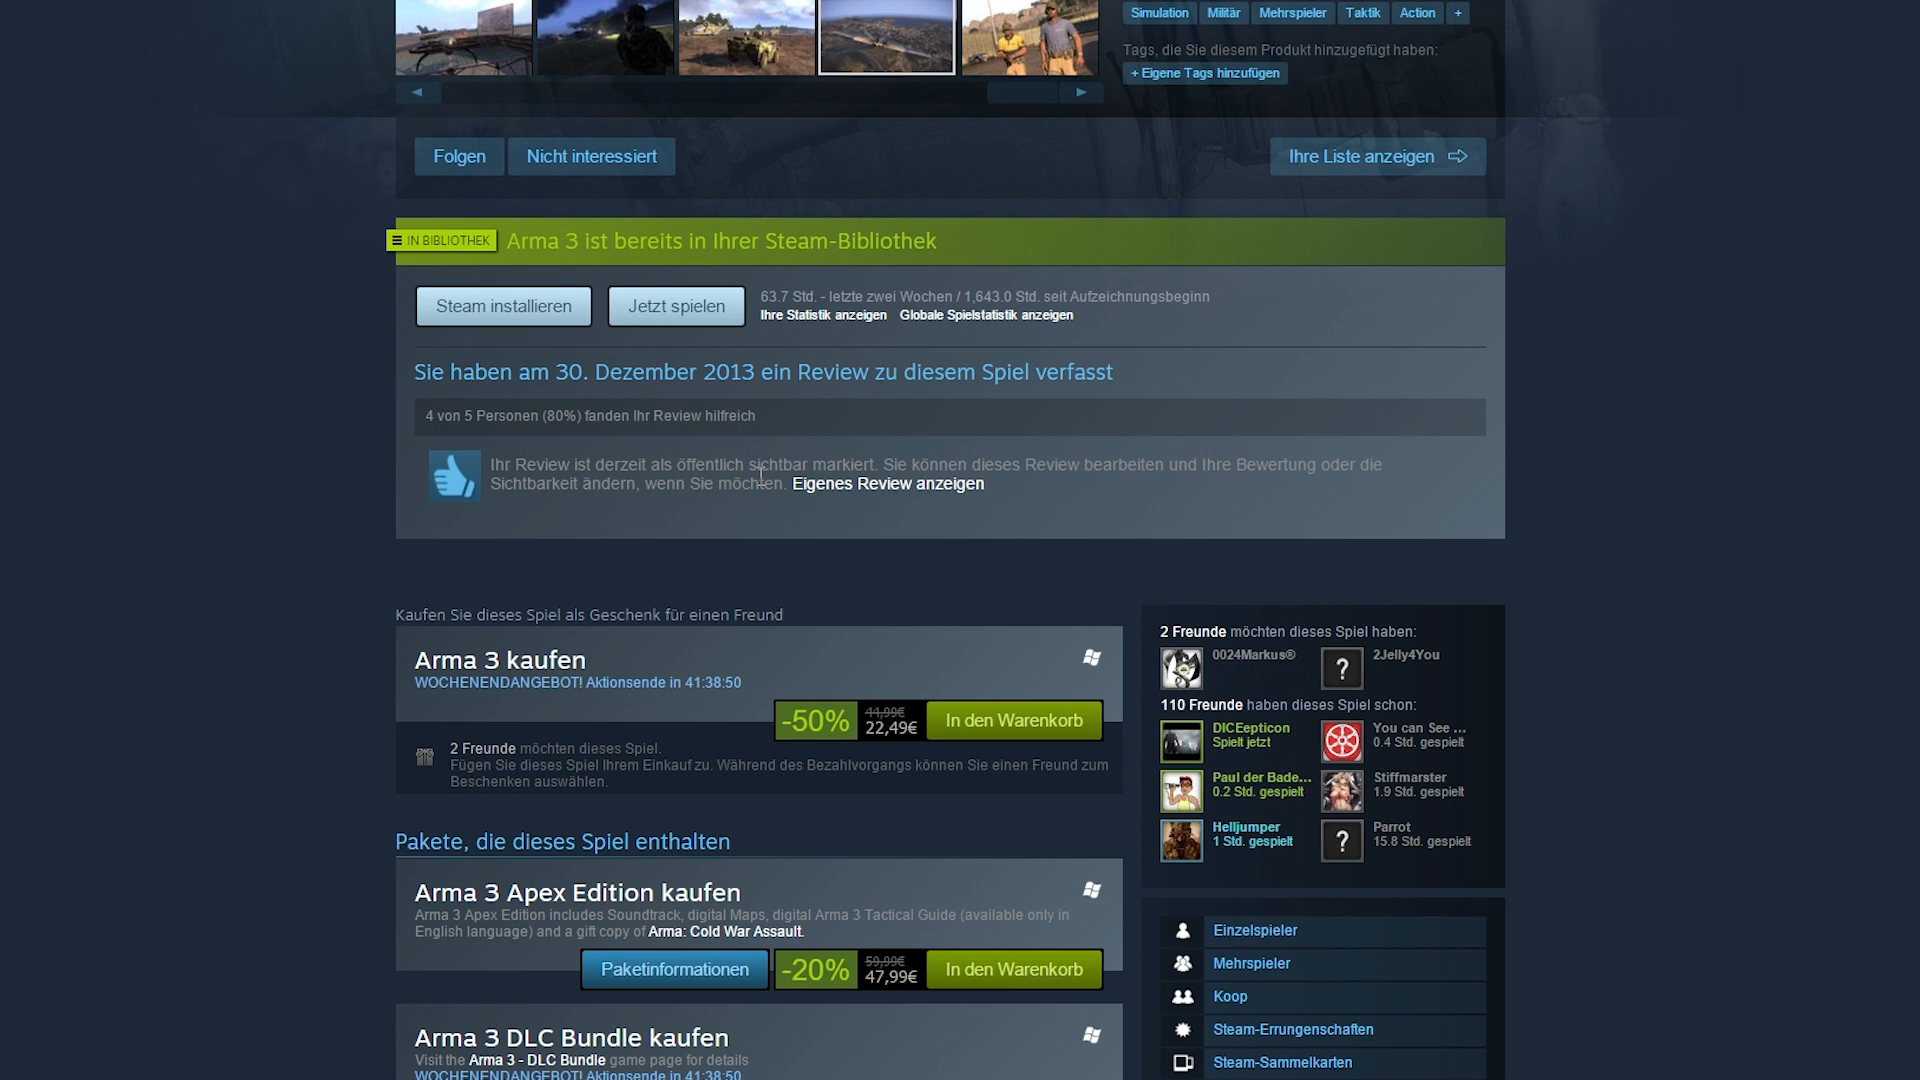 Simulation Militär Mehrspieler Taktik Action +
Tags, die Sie diesem Produkt hinzugefügt haben:
+ Eigene Tags hinzufügen
Folgen
Nicht interessiert
Ihre Liste anzeigen
IN BIBLIOTHEK
Arma 3 ist bereits in Ihrer Steam-Bibliothek
Steam installieren
Jetzt spielen
63.7 Std. - letzte zwei Wochen / 1,643.0 Std. seit Aufzeichnungsbeginn
Ihre Statistik anzeigen Globale Spielstatistik anzeigen
Sie haben am 30. Dezember 2013 ein Review zu diesem Spiel verfasst
4 von 5 Personen (80%) fanden Ihr Review hilfreich
Ihr Review ist derzeit als öffentlich sichtbar markiert. Sie können dieses Review bearbeiten und Ihre Bewertung oder die
Sichtbarkeit ändern, wenn Sie möchten. Eigenes Review anzeigen
Kaufen Sie dieses Spiel als Geschenk für einen Freund
Arma 3 kaufen
WOCHENENDANGEBOT! Aktionsende in 41:38:50
-50%
44,99€
22,49€
In den Warenkorb
2 Freunde möchten dieses Spiel.
Fügen Sie dieses Spiel Ihrem Einkauf zu. Während des Bezahlvorgangs können Sie einen Freund zum
Beschenken auswählen.
Pakete, die dieses Spiel enthalten
Arma 3 Apex Edition kaufen
Arma 3 Apex Edition includes Soundtrack, digital Maps, digital Arma 3 Tactical Guide (available only in
English language) and a gift copy of Arma: Cold War Assault.
Paketinformationen
-20%
59,99€
47,99€
In den Warenkorb
Arma 3 DLC Bundle kaufen
Visit the Arma 3 - DLC Bundle game page for details
WOCHENENDANGEBOT! Aktionsende in 41:38:50
2 Freunde möchten dieses Spiel haben:
0024Markus®
2Jelly4You
110 Freunde haben dieses Spiel schon:
DICEepticon
Spielt jetzt
You can See ...
0.4 Std. gespielt
Paul der Bade...
0.2 Std. gespielt
Stiffmarster
1.9 Std. gespielt
Helljumper
1 Std. gespielt
Parrot
15.8 Std. gespielt
Einzelspieler
Mehrspieler
Koop
Steam-Errungenschaften
Steam-Sammelkarten